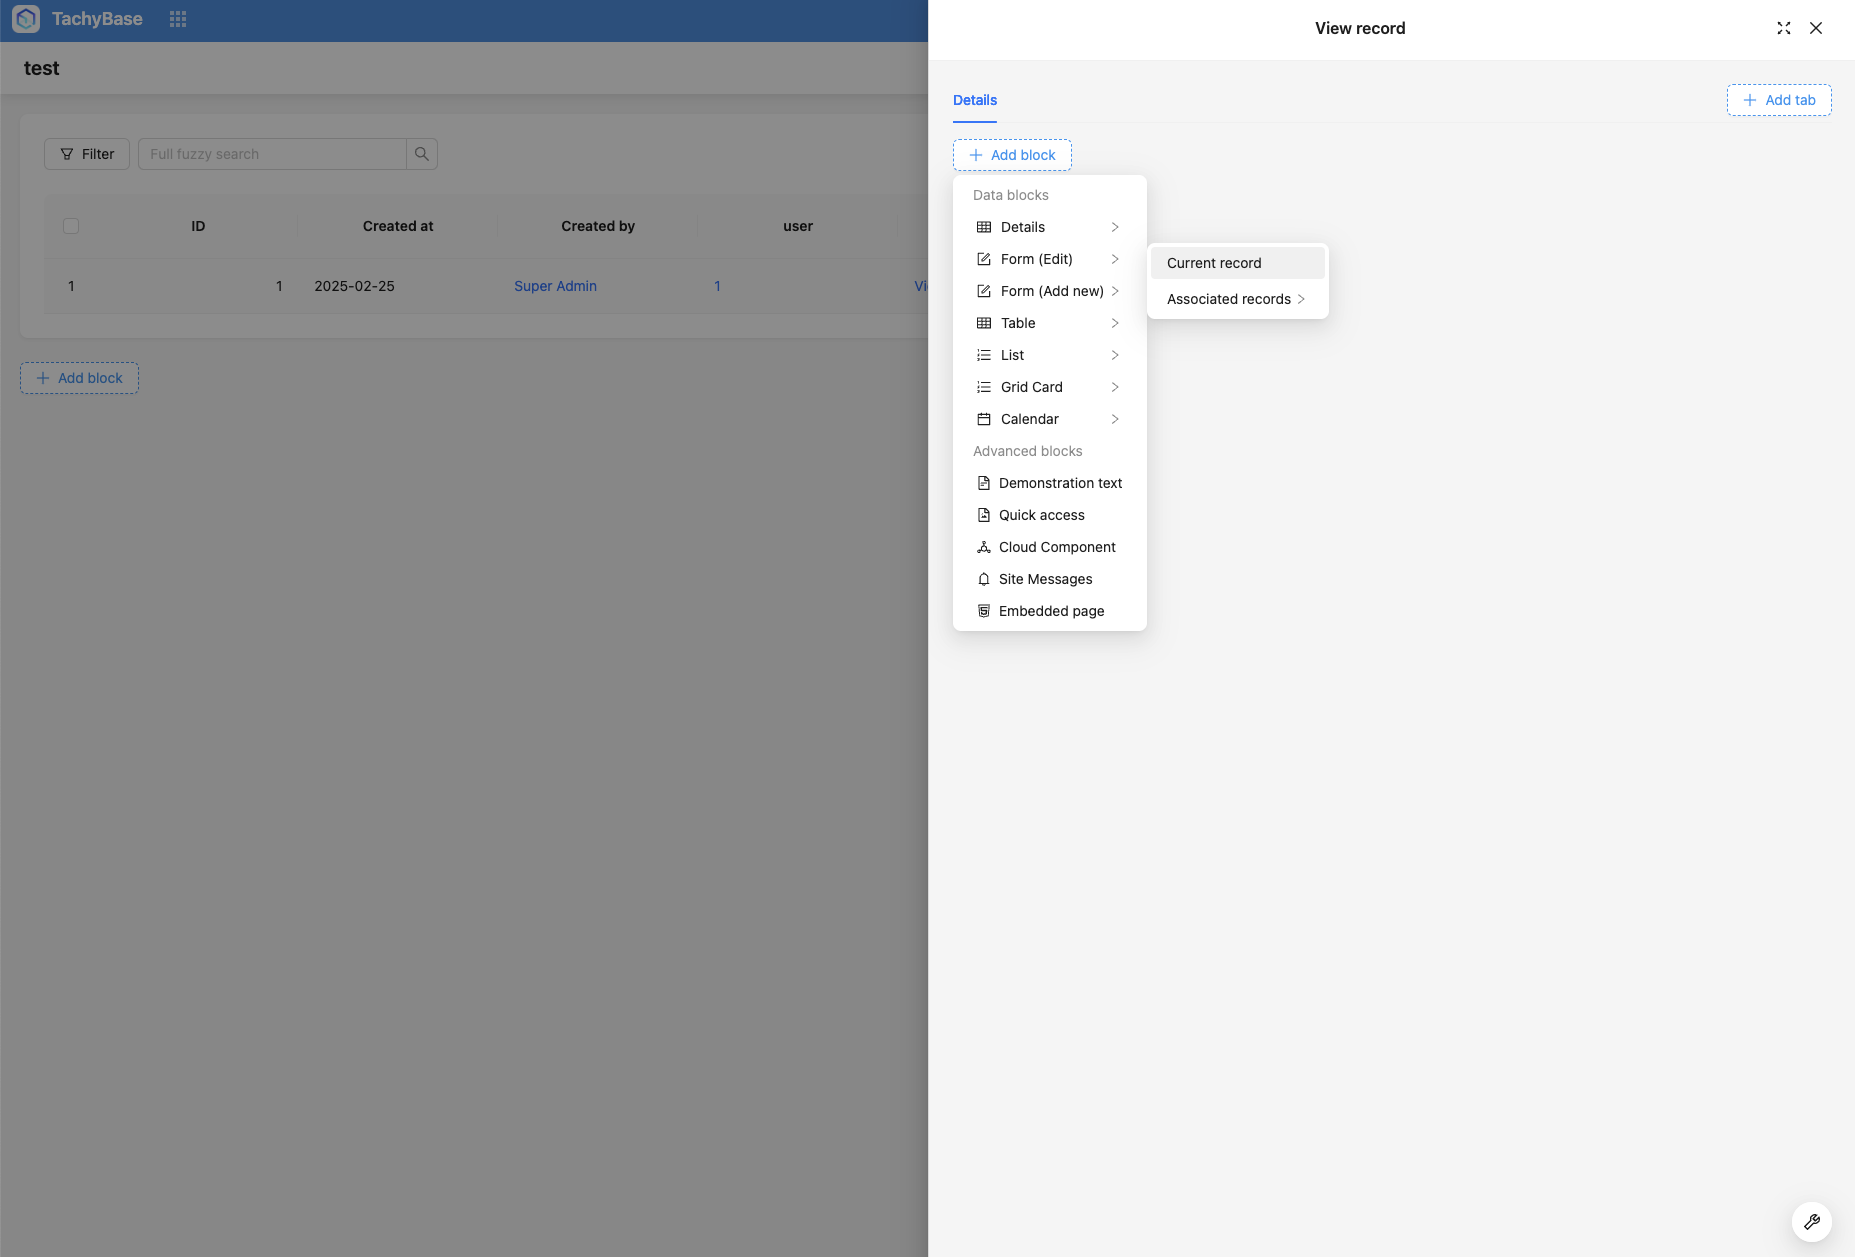 TachyBase
View record
test
Details
Add tab
Add block
Filter
Full fuzzy search
ID
Created at
Created by
user
1
1
2025-02-25
Super Admin
1
Add block
Data blocks
Details
Form (Edit)
Form (Add new)
Table
List
Grid Card
Calendar
Advanced blocks
Demonstration text
Quick access
Cloud Component
Site Messages
Embedded page
Current record
Associated records